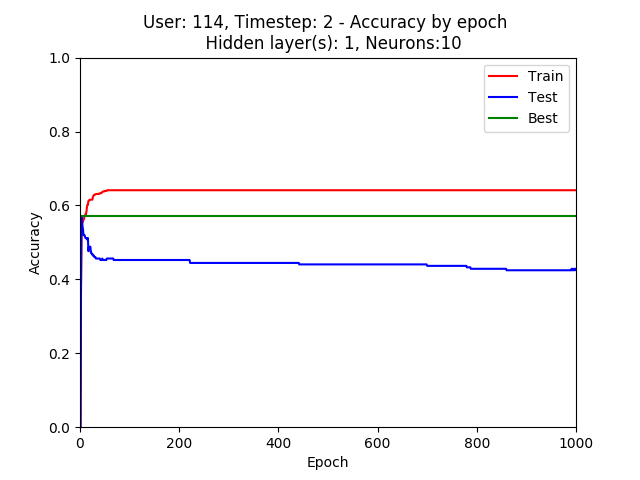 User: 114, Timestep: 2 - Accuracy by epoch
Hidden layer(s): 1, Neurons:10
1.0
0.8
0.6
0.4
0.2
0.0
Accuracy
Train
Test
Best
0
200
400
600
800
1000
Epoch